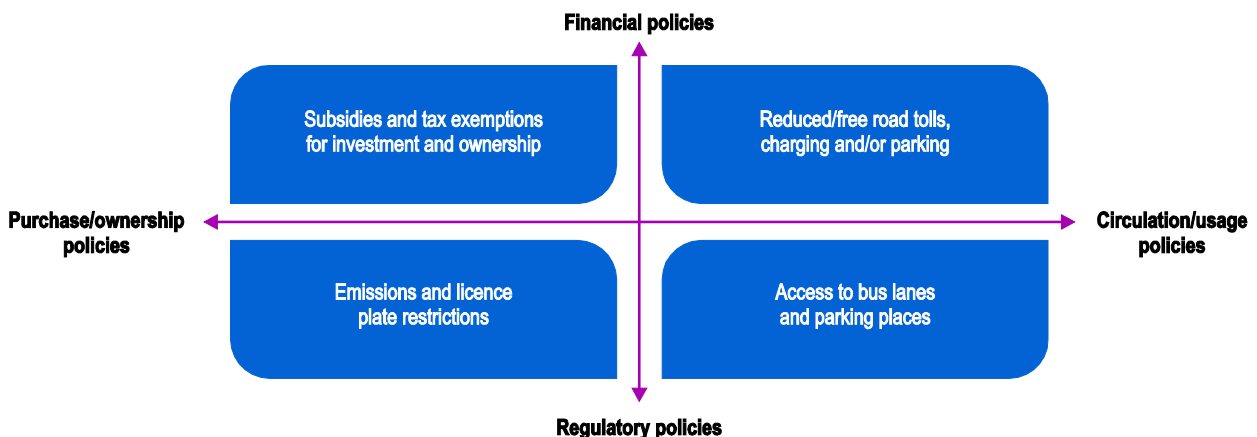 Financial policies
Subsidies and tax exemptions
for investment and ownership
Reduced/free road tolls,
charging and/or parking
Purchase/ownership
policies
Circulation/usage
policies
Emissions and licence
plate restrictions
Access to bus lanes
and parking places
Regulatory policies